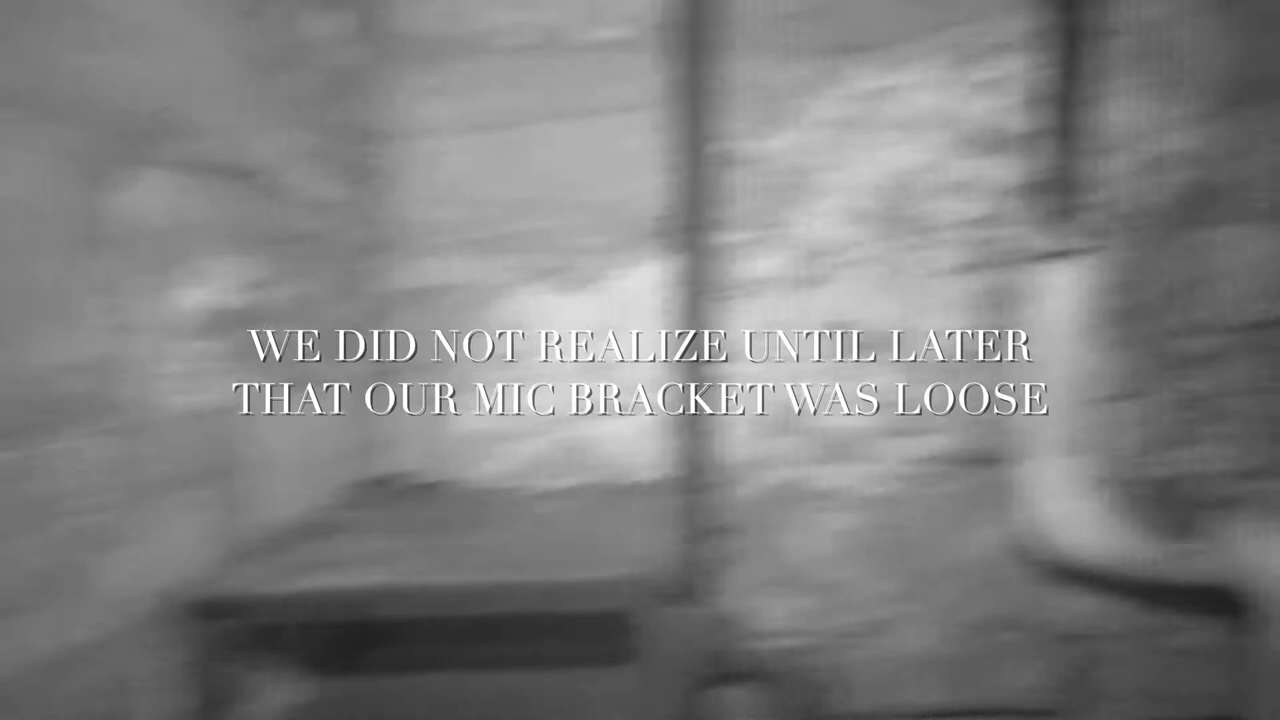 WE DID NOT REALIZE UNTIL LATER
THAT OUR MIC BRACKET WAS LOOSE